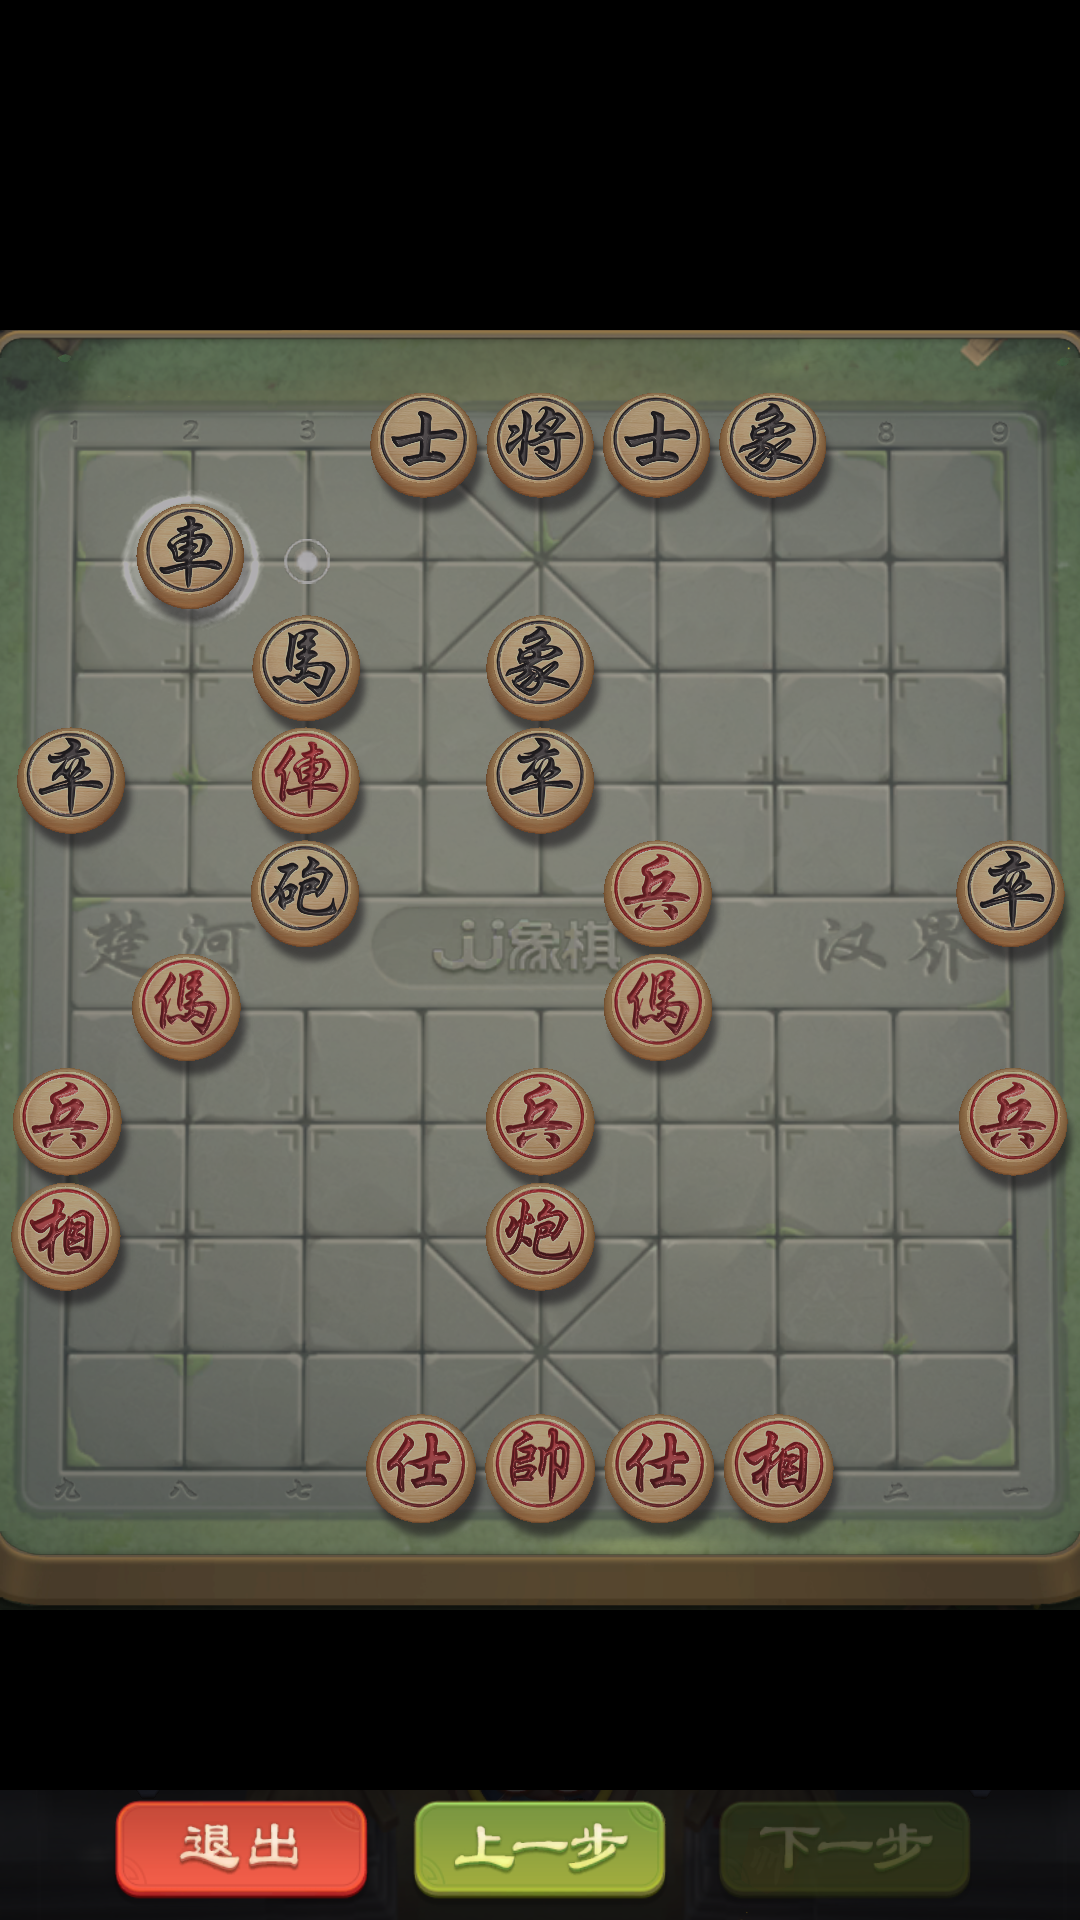 士 将 士 象
1 2 3 8 9
車
馬 象
卒 俥 卒
砲 兵 卒
楚河 JJ象棋 汉界
傌 傌
兵 兵 兵
相 炮
仕 帥 仕 相
九 八 七 二 一
退出 上一步 下一步